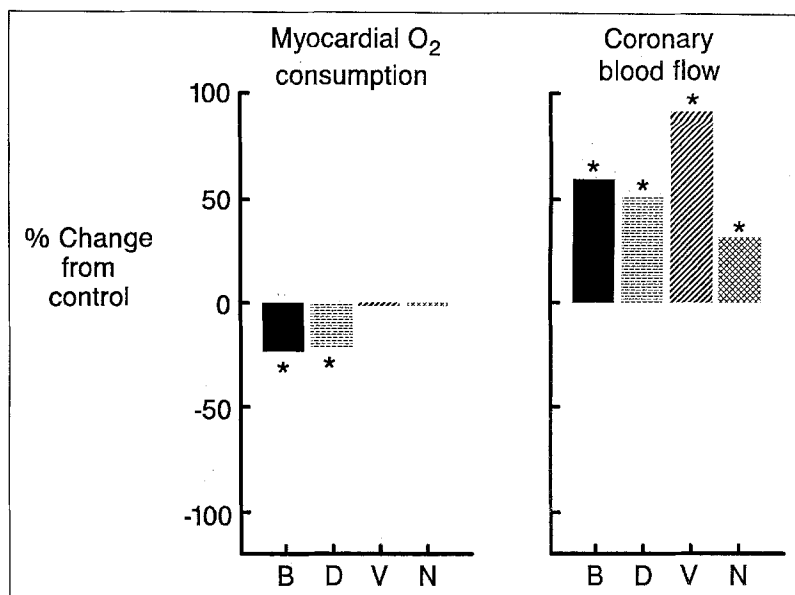 Myocardial O2
consumption
Coronary
blood flow
% Change
from
control
100
50
0
-50
-100
*
*
*
*
*
*
B D V N
B D V N